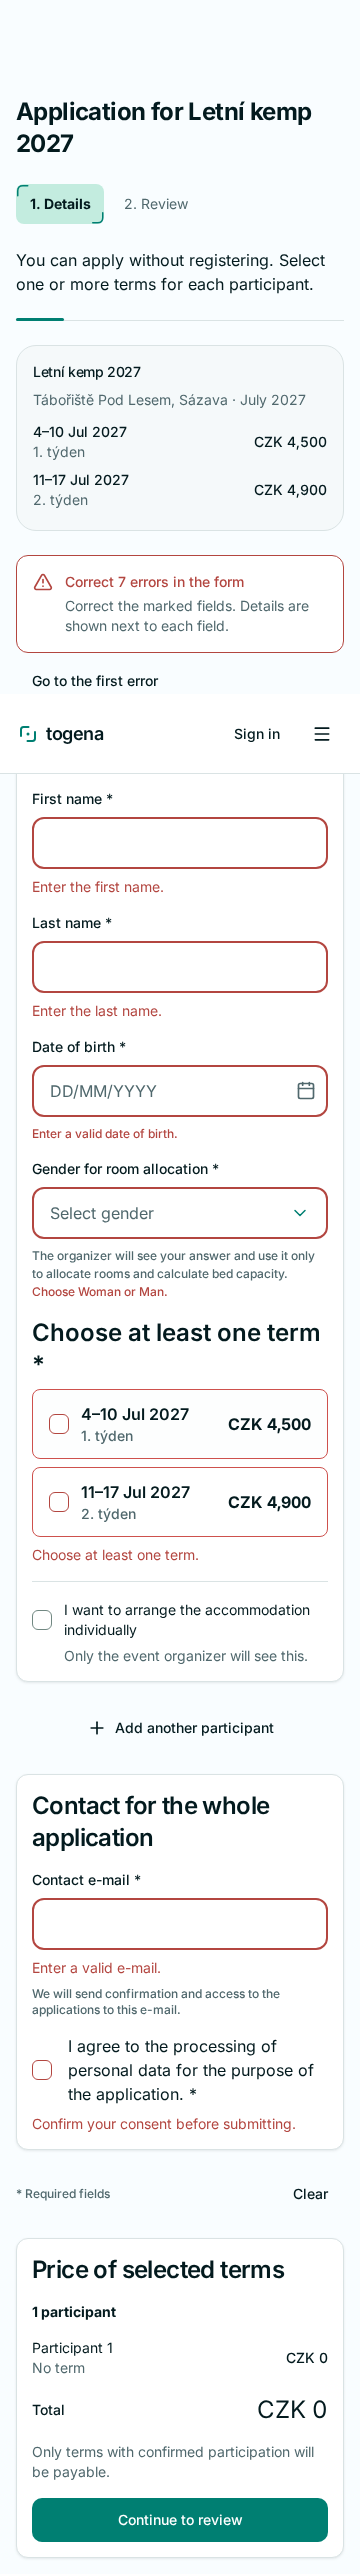 Application for Letní kemp
2027
1. Details
2. Review
You can apply without registering. Select
one or more terms for each participant.
Letní kemp 2027
Tábořiště Pod Lesem, Sázava · July 2027
4–10 Jul 2027
1. týden
CZK 4,500
11–17 Jul 2027
2. týden
CZK 4,900
Correct 7 errors in the form
Correct the marked fields. Details are
shown next to each field.
Go to the first error
togena
Sign in
First name *
Enter the first name.
Last name *
Enter the last name.
Date of birth *
DD/MM/YYYY
Enter a valid date of birth.
Gender for room allocation *
Select gender
The organizer will see your answer and use it only
to allocate rooms and calculate bed capacity.
Choose Woman or Man.
Choose at least one term
*
4–10 Jul 2027
1. týden
CZK 4,500
11–17 Jul 2027
2. týden
CZK 4,900
Choose at least one term.
I want to arrange the accommodation
individually
Only the event organizer will see this.
Add another participant
Contact for the whole
application
Contact e-mail *
Enter a valid e-mail.
We will send confirmation and access to the
applications to this e-mail.
I agree to the processing of
personal data for the purpose of
the application. *
Confirm your consent before submitting.
* Required fields
Clear
Price of selected terms
1 participant
Participant 1
No term
CZK 0
Total
CZK 0
Only terms with confirmed participation will
be payable.
Continue to review